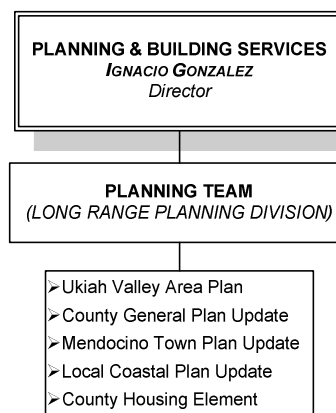 PLANNING & BUILDING SERVICES
IGNACIO GONZALEZ
Director
PLANNING TEAM
(LONG RANGE PLANNING DIVISION)
➢Ukiah Valley Area Plan
➢County General Plan Update
➢Mendocino Town Plan Update
➢Local Coastal Plan Update
➢County Housing Element